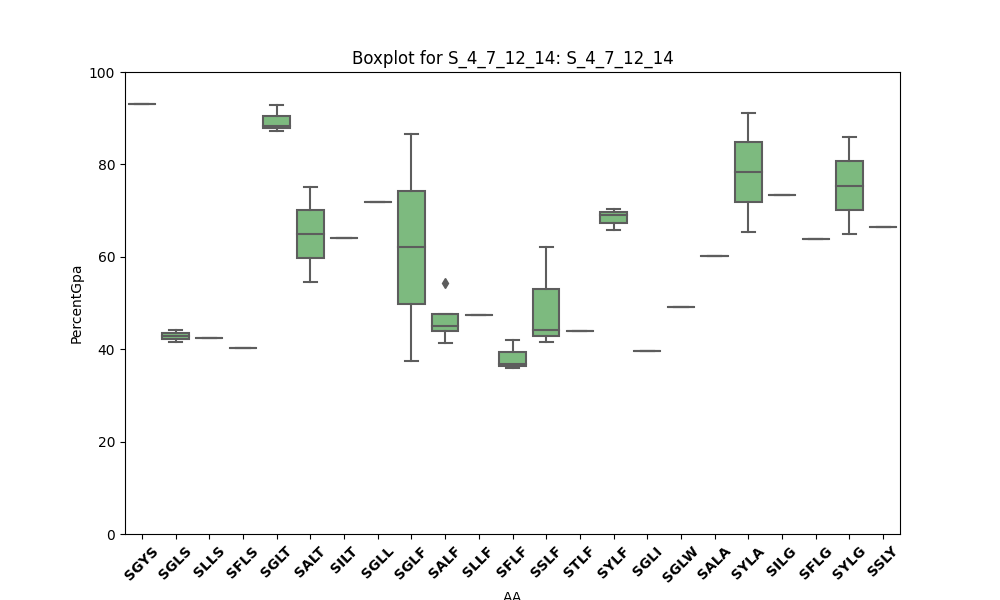 Boxplot for S_4_7_12_14: S_4_7_12_14
PercentGpa
100
80
60
40
20
0
SGYS
SGLS
SLLS
SFLS
SGLT
SALT
SILT
SGLL
SGLF
SALF
SLLF
SFLF
SSLF
STLF
SYLF
SGLI
SGLW
SALA
SYLA
SILG
SFLG
SYLG
SSLY
AA